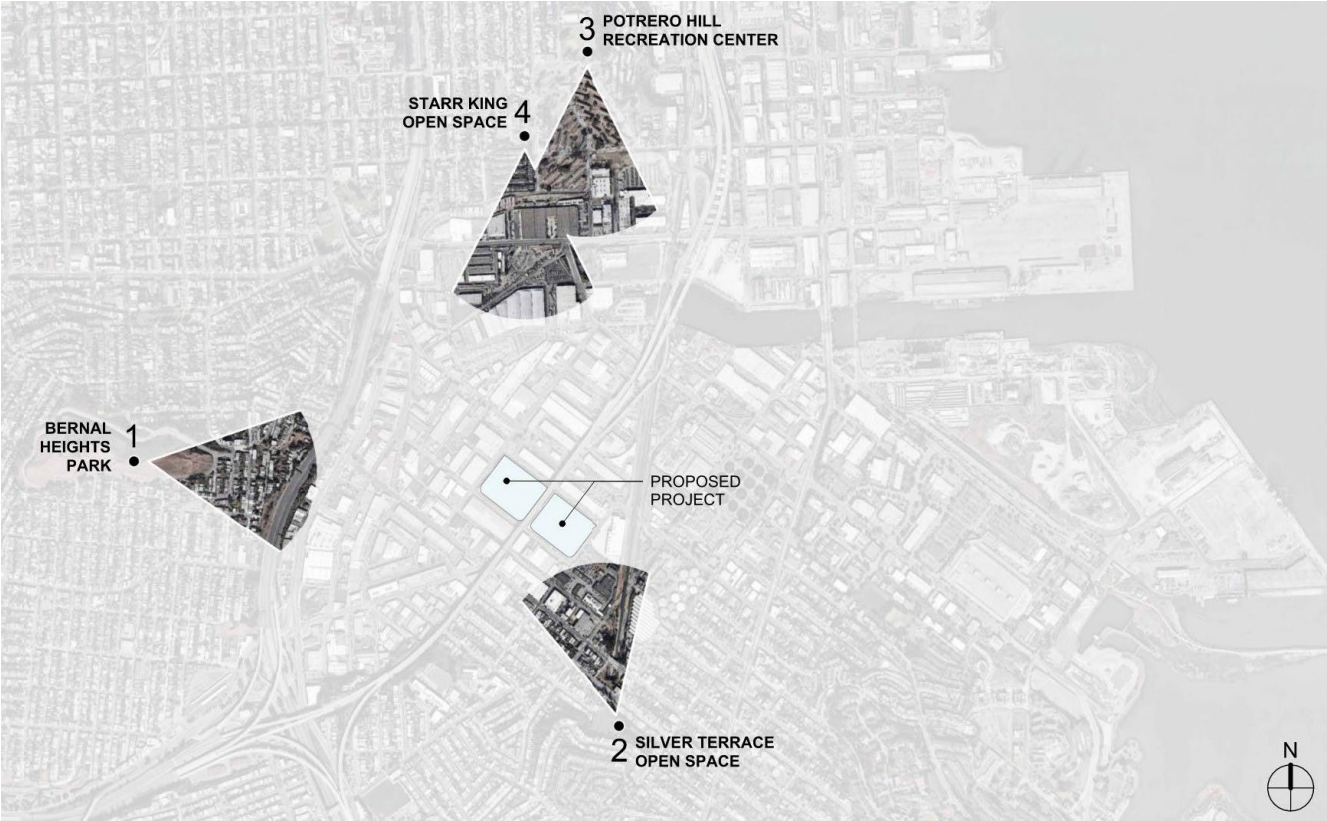 3
POTRERO HILL
RECREATION CENTER
STARR KING
OPEN SPACE
4
BERNAL
HEIGHTS
PARK
1
PROPOSED
PROJECT
2
SILVER TERRACE
OPEN SPACE
N